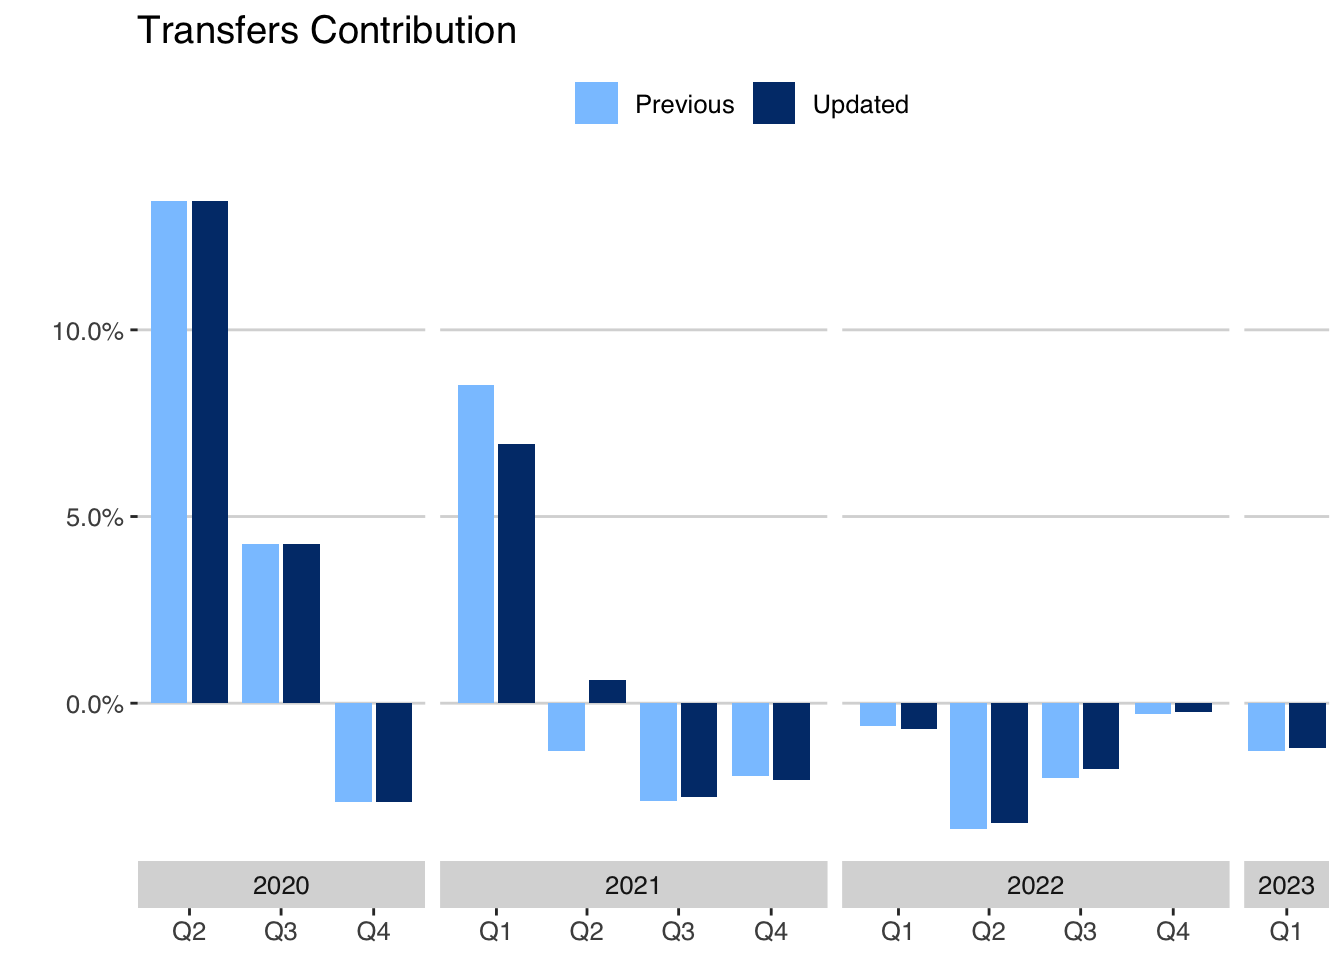 Transfers Contribution
Previous Updated
10.0%
5.0%
0.0%
2020 2021 2022 2023
Q2 Q3 Q4 Q1 Q2 Q3 Q4 Q1 Q2 Q3 Q4 Q1